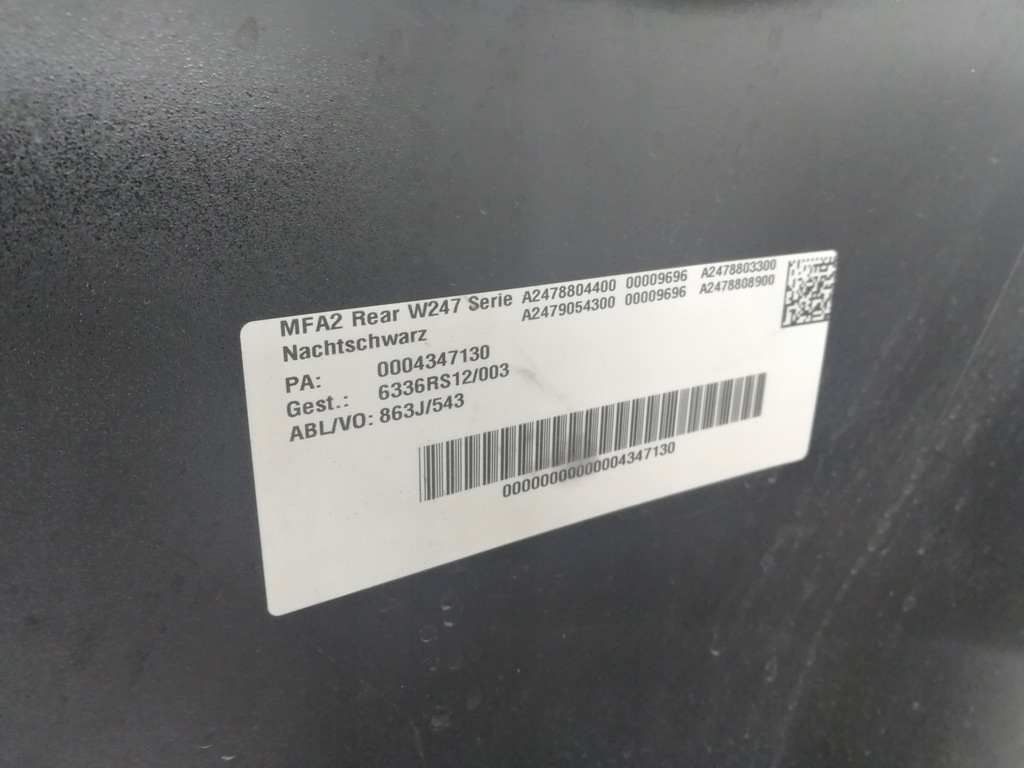 MFA2 Rear W247 Serie A2478804400 00009696 A2478803300
Nachtschwarz A2479054300 00009696 A2478808900
PA: 0004347130
Gest.: 6336RS12/003
ABL/VO: 863J/543
00000000000004347130